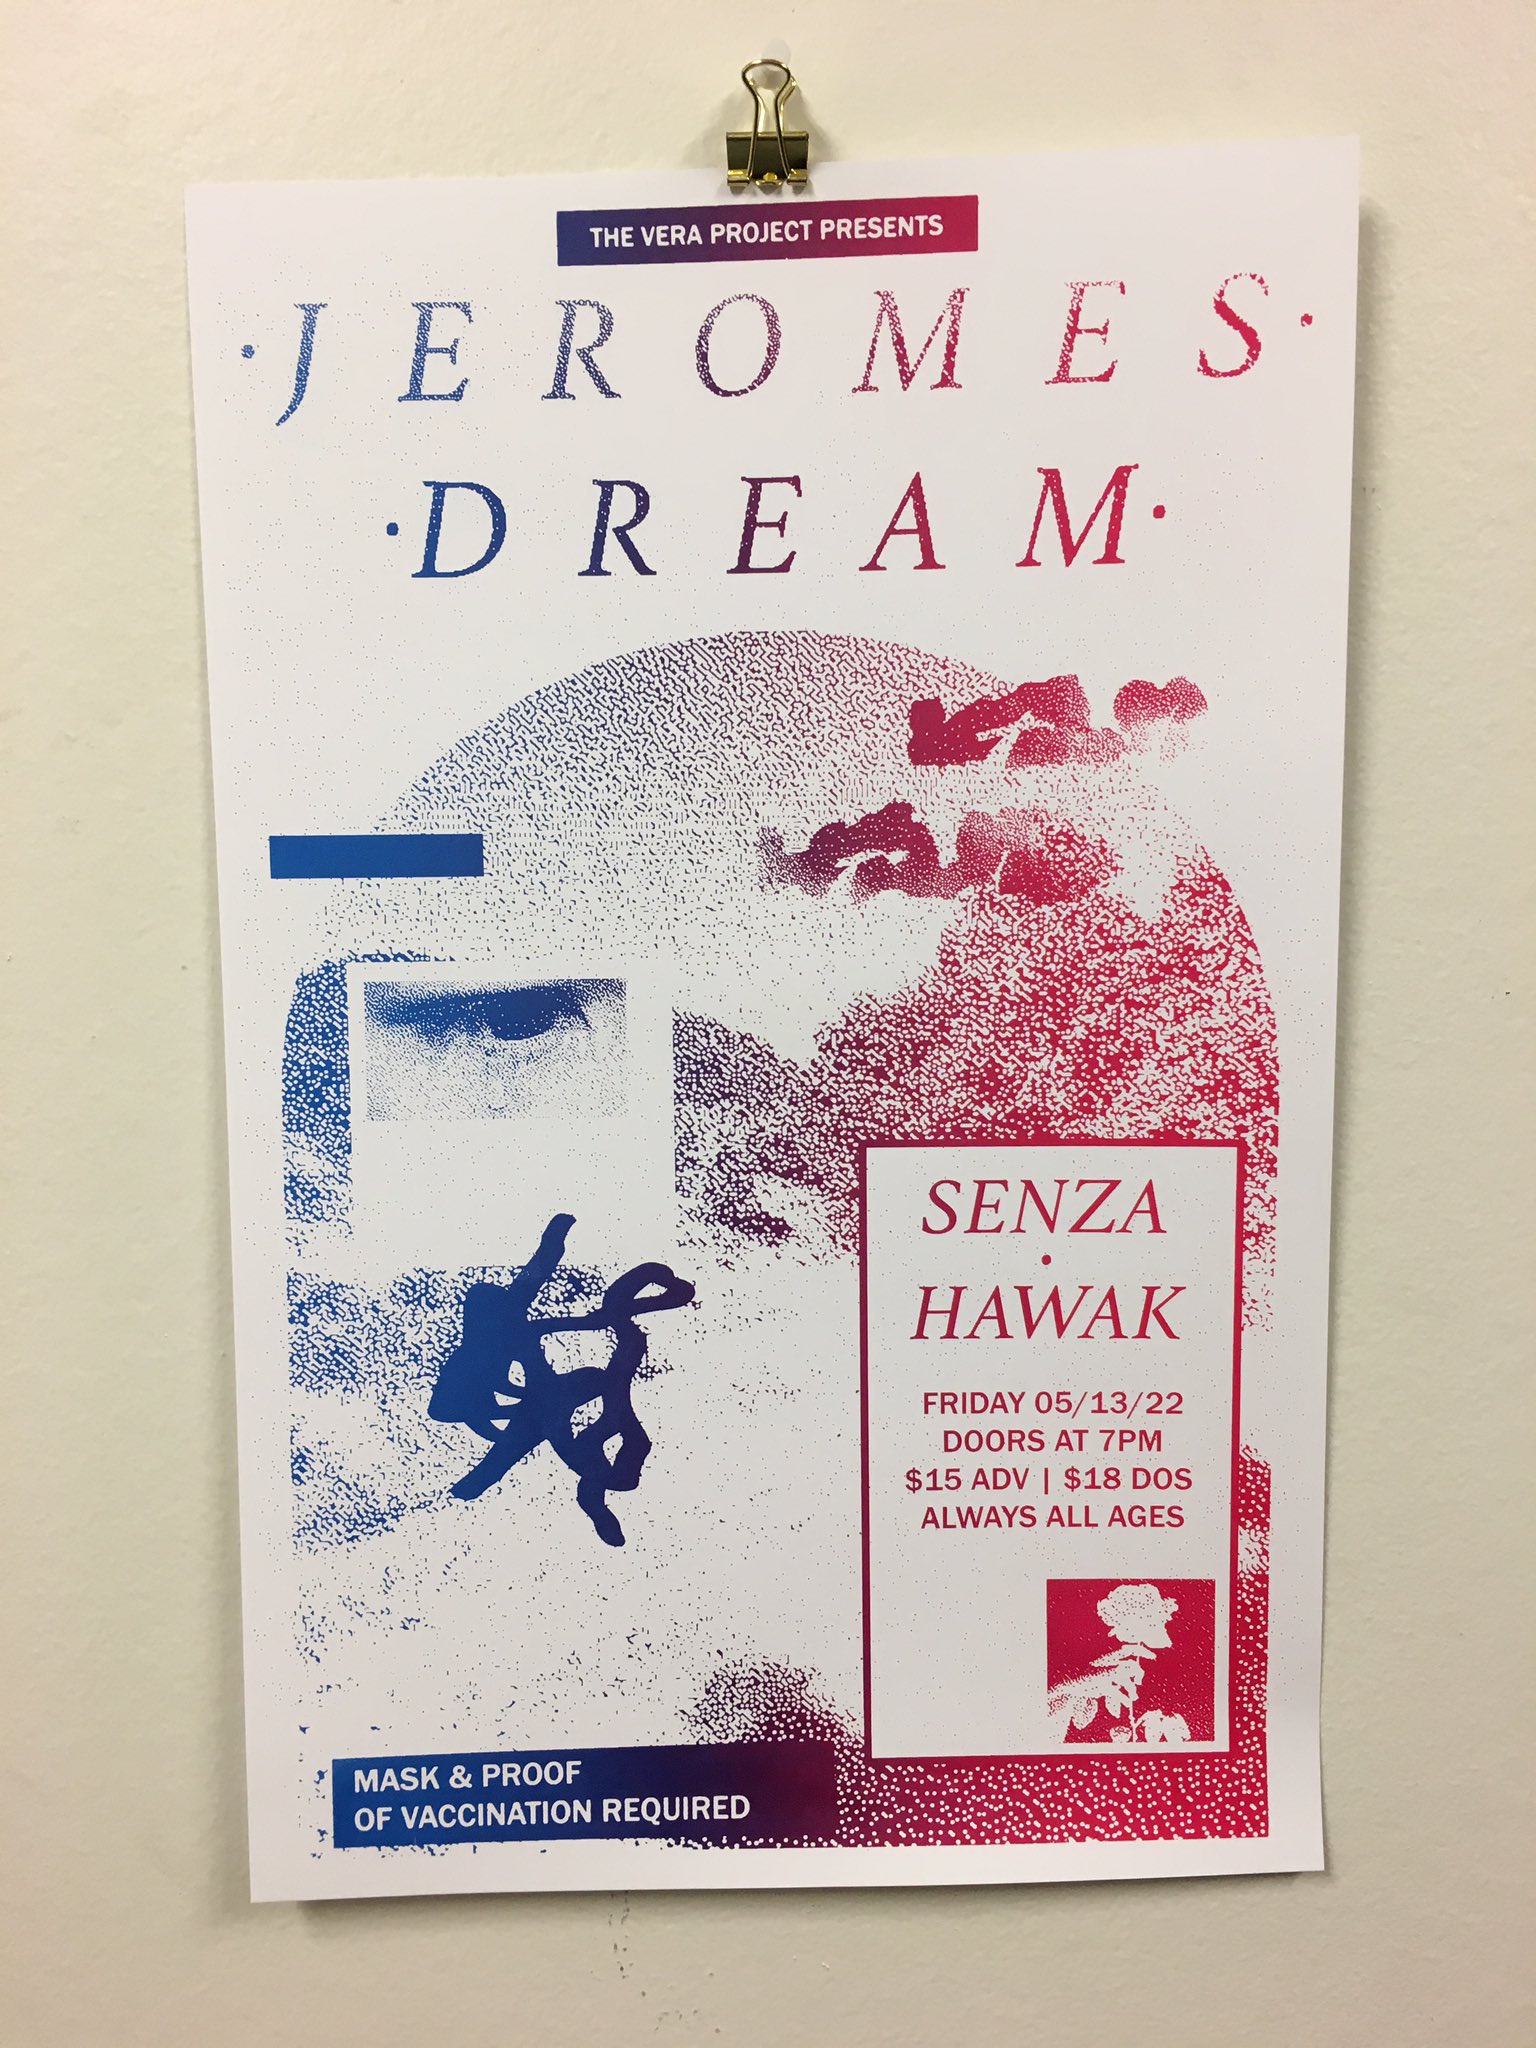 THE VERA PROJECT PRESENTS
·JEROMES·
·DREAM·
SENZA
·
HAWAK
FRIDAY 05/13/22
DOORS AT 7PM
$15 ADV | $18 DOS
ALWAYS ALL AGES
MASK & PROOF
OF VACCINATION REQUIRED